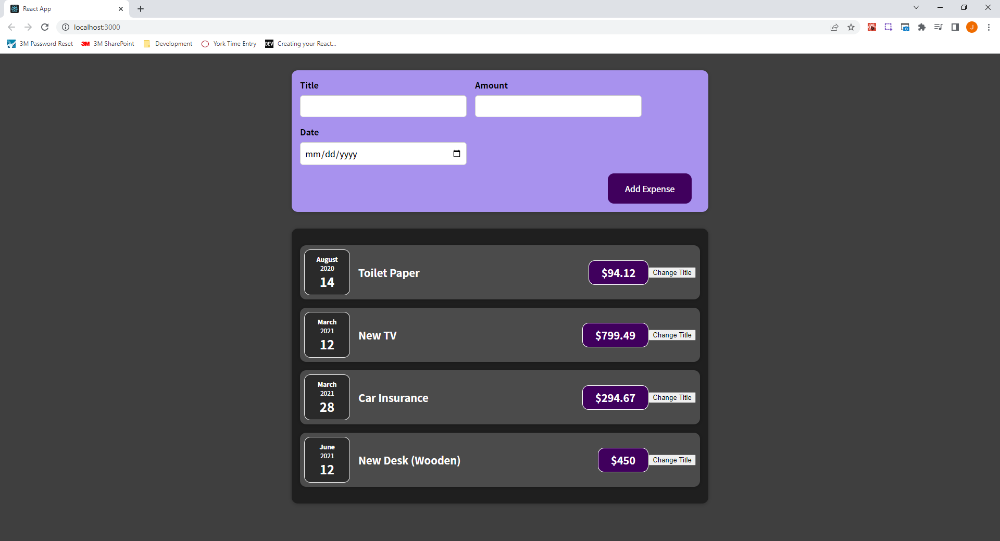 React App
localhost:3000
J
3M Password Reset 3M 3M SharePoint Development York Time Entry DEV Creating your React...
Title Amount
Date
mm/dd/yyyy
Add Expense
August
2020
14
Toilet Paper
$94.12
Change Title
March
2021
12
New TV
$799.49
Change Title
March
2021
28
Car Insurance
$294.67
Change Title
June
2021
12
New Desk (Wooden)
$450
Change Title